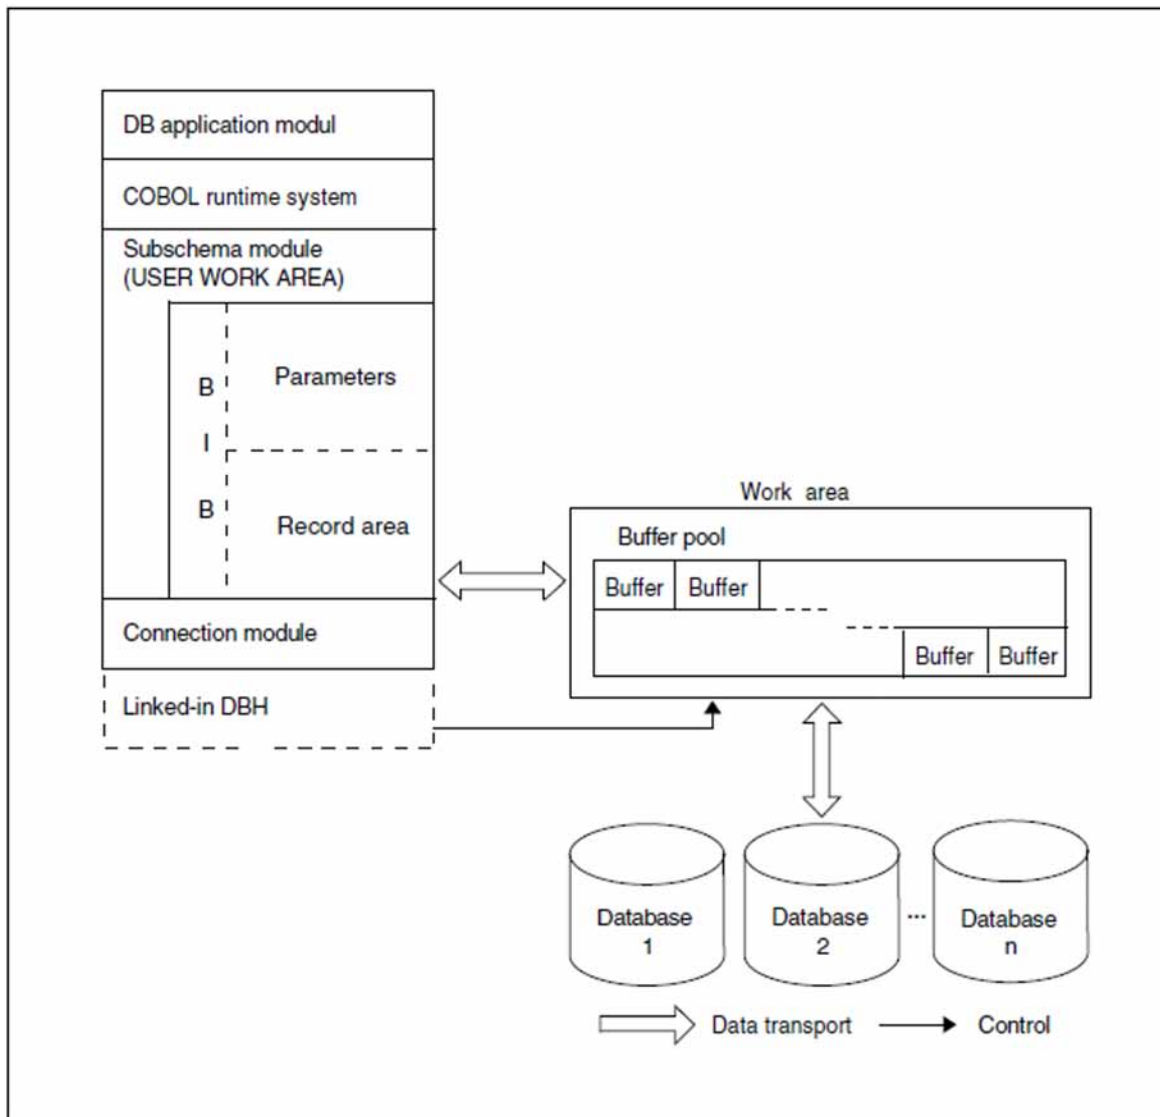 DB application modul
COBOL runtime system
Subschema module
(USER WORK AREA)
B
I
B
Parameters
Record area
Connection module
Linked-in DBH
Work area
Buffer pool
Buffer
Buffer
Buffer
Buffer
Database
1
Database
2
...
Database
n
Data transport
Control